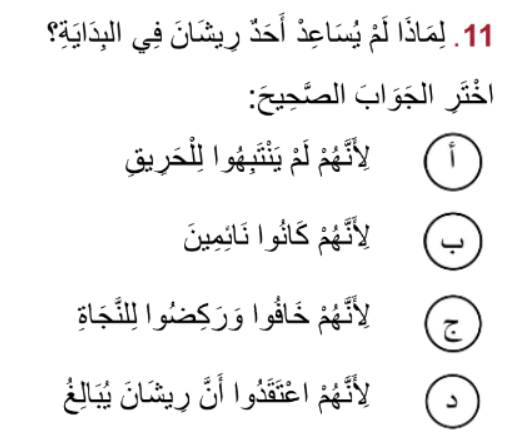 11. لِمَاذَا لَمْ يُسَاعِدْ أَحَدٌ رِيشَانَ فِي البِدَايَةِ؟
اخْتَرِ الجَوَابَ الصَّحِيحَ:
أ لِأَنَّهُمْ لَمْ يَنْتَبِهُوا لِلْحَرِيقِ
ب لِأَنَّهُمْ كَانُوا نَائِمِينَ
ج لِأَنَّهُمْ خَافُوا وَرَكِضُوا لِلنَّجَاةِ
د لِأَنَّهُمْ اعْتَقَدُوا أَنَّ رِيشَانَ يُبَالِغُ